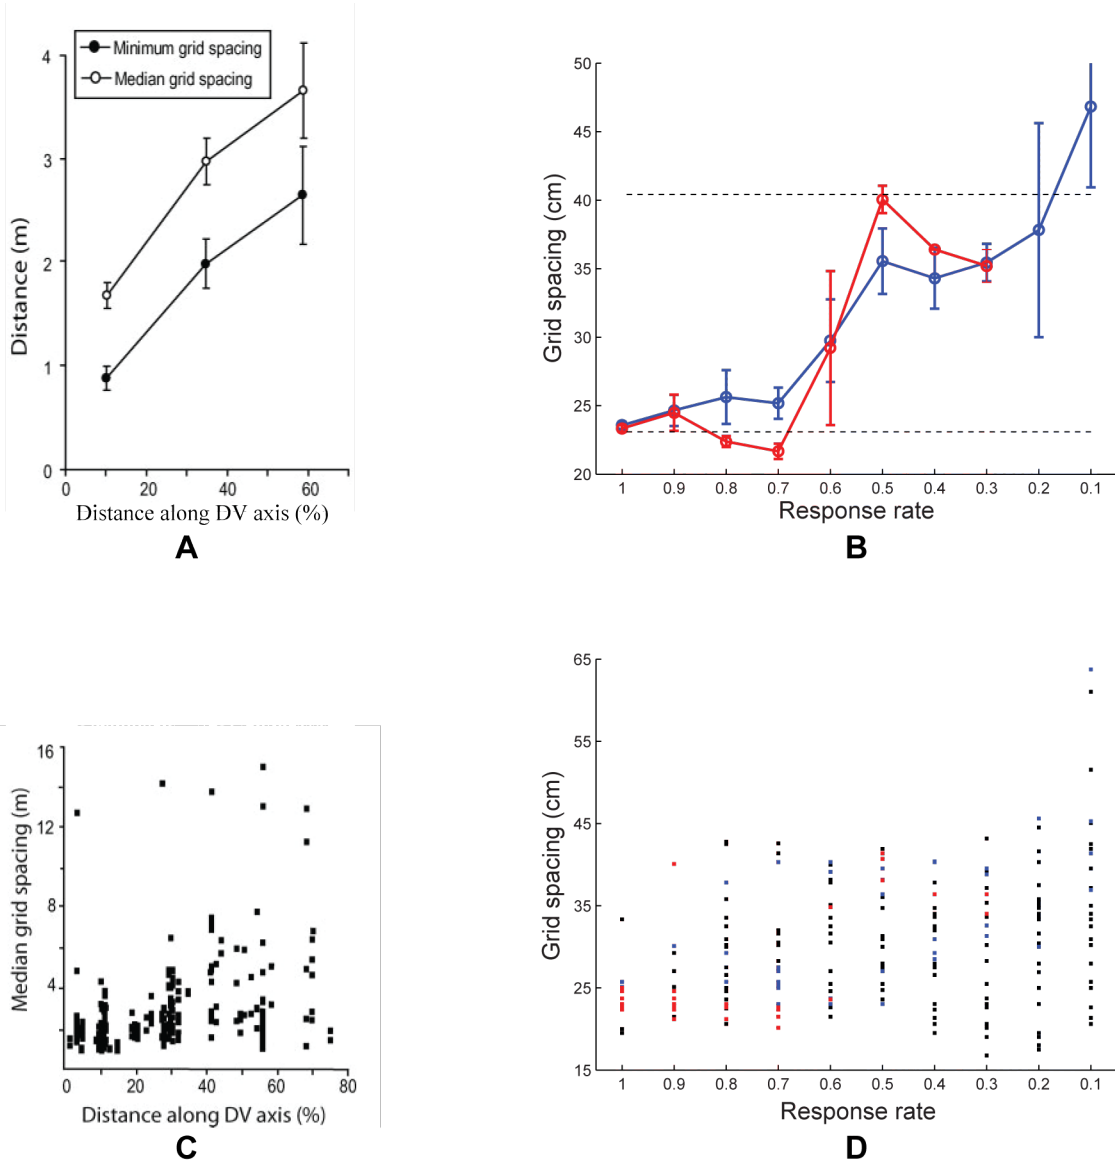 Minimum grid spacing
Median grid spacing
4
3
2
1
0
Distance (m)
0 20 40 60
Distance along DV axis (%)
A
50
45
40
35
30
25
20
Grid spacing (cm)
1 0.9 0.8 0.7 0.6 0.5 0.4 0.3 0.2 0.1
Response rate
B
16
12
8
4
Median grid spacing (m)
0 20 40 60 80
Distance along DV axis (%)
C
65
55
45
35
25
15
Grid spacing (cm)
1 0.9 0.8 0.7 0.6 0.5 0.4 0.3 0.2 0.1
Response rate
D